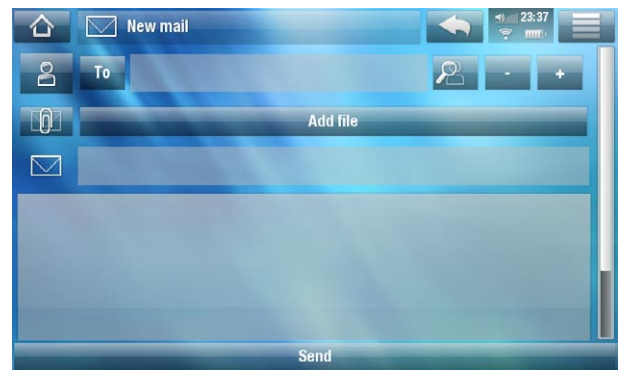 New mail
23:37
To
-
+
Add file
Send